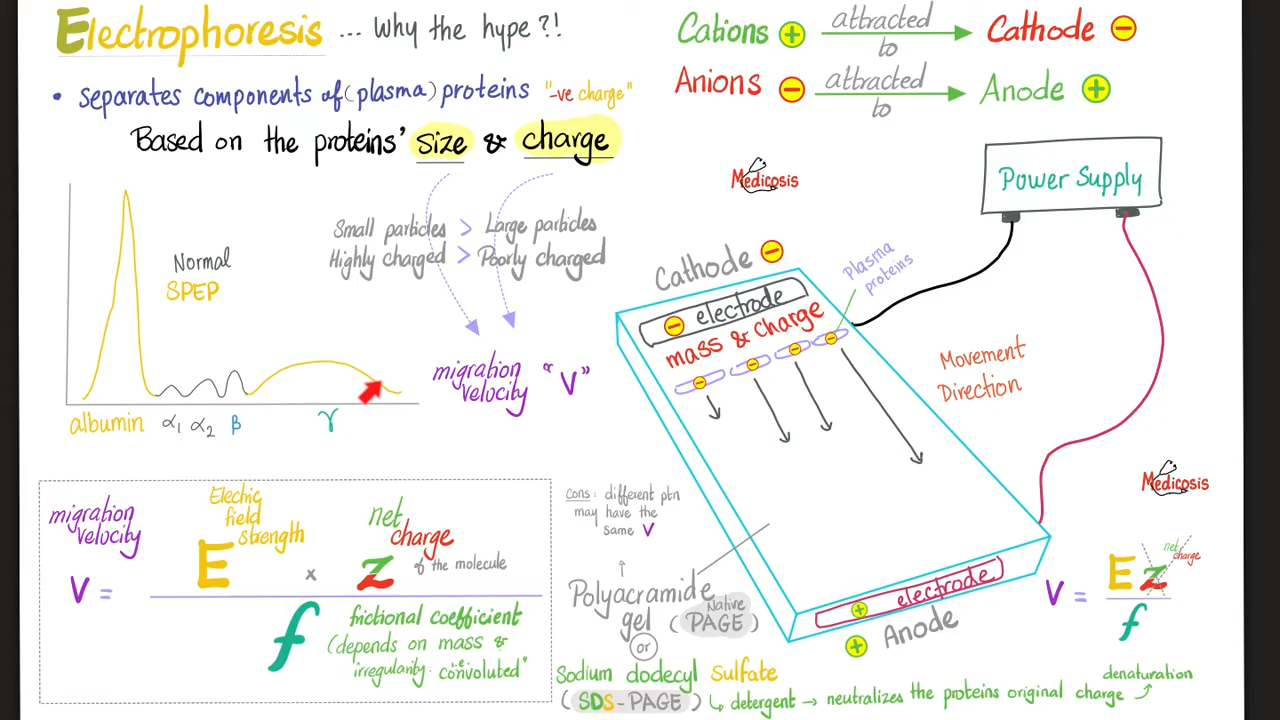 Electrophoresis ... Why the hype?!
• Separates components of (plasma) proteins "-ve charge"
Based on the proteins' size & charge
Small particles > Large particles
Highly charged > Poorly charged
migration velocity "V"
Normal
SPEP
albumin α1 α2 β γ
Cations + attracted to Cathode -
Anions - attracted to Anode +
Medicosis
Power Supply
Cathode -
- electrode
mass & charge
plasma
proteins
- - - -
Movement
Direction
Medicosis
migration
velocity
Electric
field
strength
net
charge
of the molecule
V = E x z
f
frictional coefficient
(depends on mass &
irregularity "convoluted"
Cons: different ptn
may have the
same V
Polyacramide
gel (Native PAGE)
or
Sodium dodecyl Sulfate
(SDS-PAGE) ↳ detergent → neutralizes the proteins original charge
denaturation
+ electrode
+ Anode
V = E z
f
net
charge